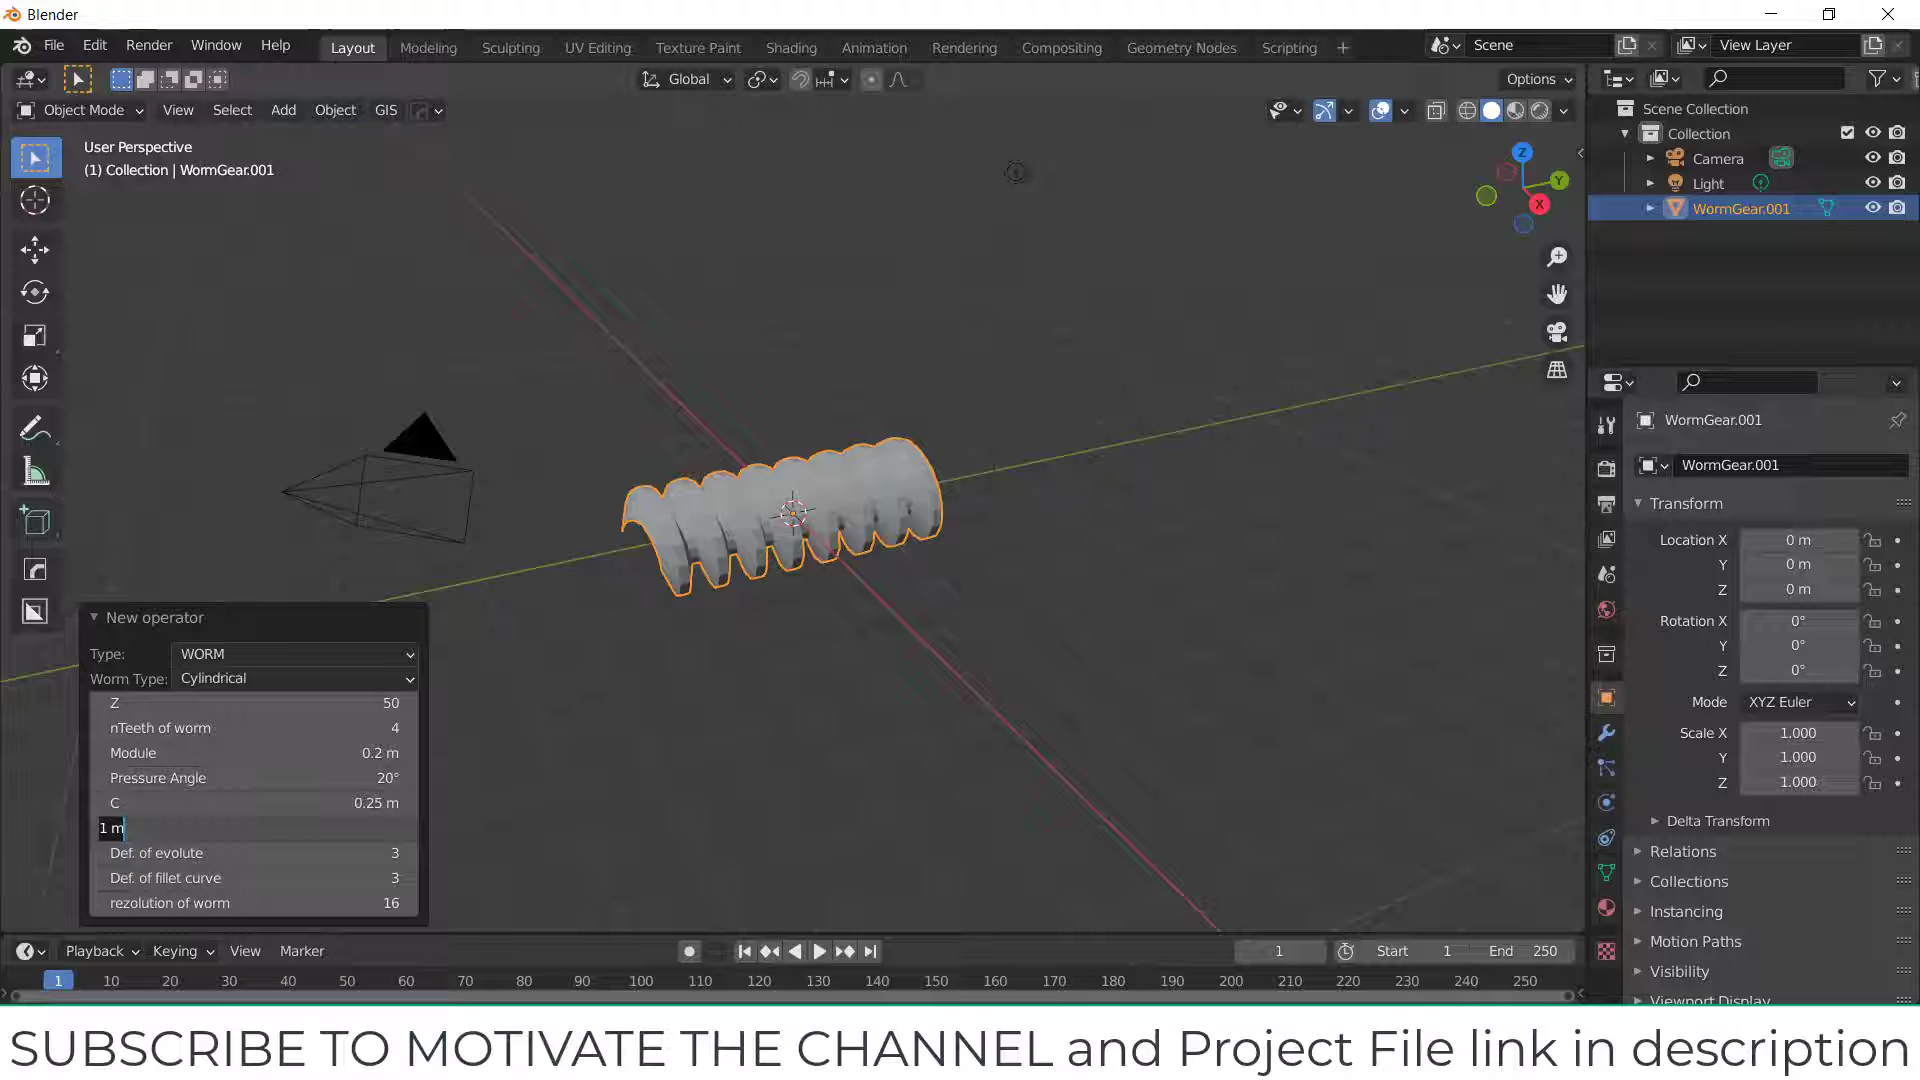 Blender
File Edit Render Window Help Layout Modeling Sculpting UV Editing Texture Paint Shading Animation Rendering Compositing Geometry Nodes Scripting + Scene View Layer
Global Options
Object Mode View Select Add Object GIS
User Perspective
(1) Collection | WormGear.001
Z
Y
X
Scene Collection
Collection
Camera
Light
WormGear.001
WormGear.001
WormGear.001
Transform
Location X 0 m
Y 0 m
Z 0 m
Rotation X 0°
Y 0°
Z 0°
Mode XYZ Euler
Scale X 1.000
Y 1.000
Z 1.000
Delta Transform
Relations
Collections
Instancing
Motion Paths
Visibility
Viewport Display
New operator
Type: WORM
Worm Type: Cylindrical
Z 50
nTeeth of worm 4
Module 0.2 m
Pressure Angle 20°
C 0.25 m
1 m
Def. of evolute 3
Def. of fillet curve 3
rezolution of worm 16
Playback Keying View Marker 1 Start 1 End 250
1 10 20 30 40 50 60 70 80 90 100 110 120 130 140 150 160 170 180 190 200 210 220 230 240 250
SUBSCRIBE TO MOTIVATE THE CHANNEL and Project File link in description